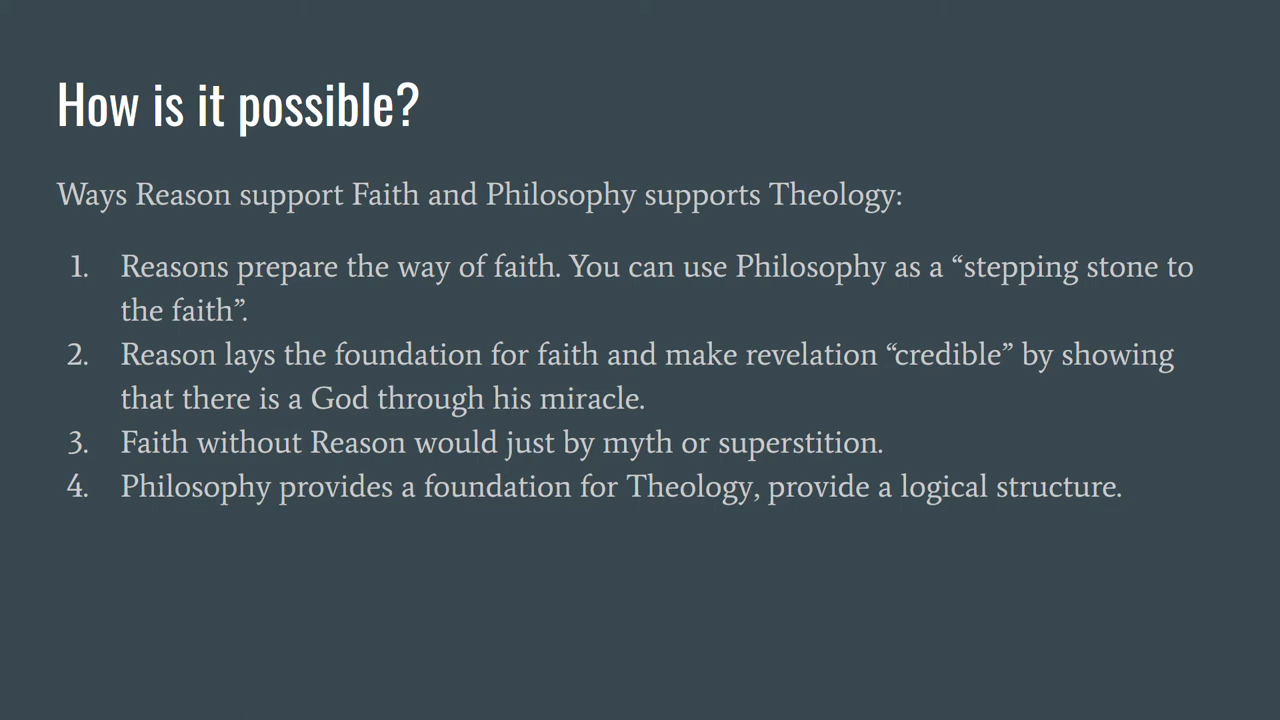 How is it possible?
Ways Reason support Faith and Philosophy supports Theology:
1. Reasons prepare the way of faith. You can use Philosophy as a “stepping stone to
the faith”.
2. Reason lays the foundation for faith and make revelation “credible” by showing
that there is a God through his miracle.
3. Faith without Reason would just by myth or superstition.
4. Philosophy provides a foundation for Theology, provide a logical structure.